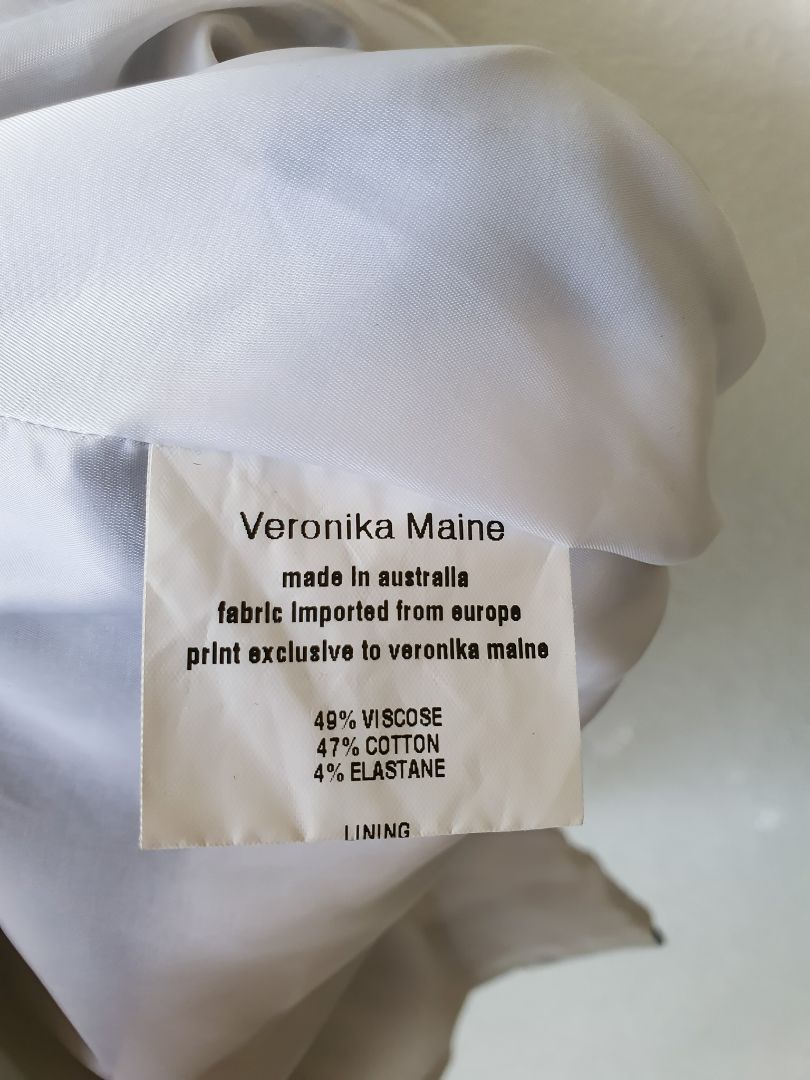 Veronika Maine
made in australia
fabric imported from europe
print exclusive to veronika maine
49% VISCOSE
47% COTTON
4% ELASTANE
LINING